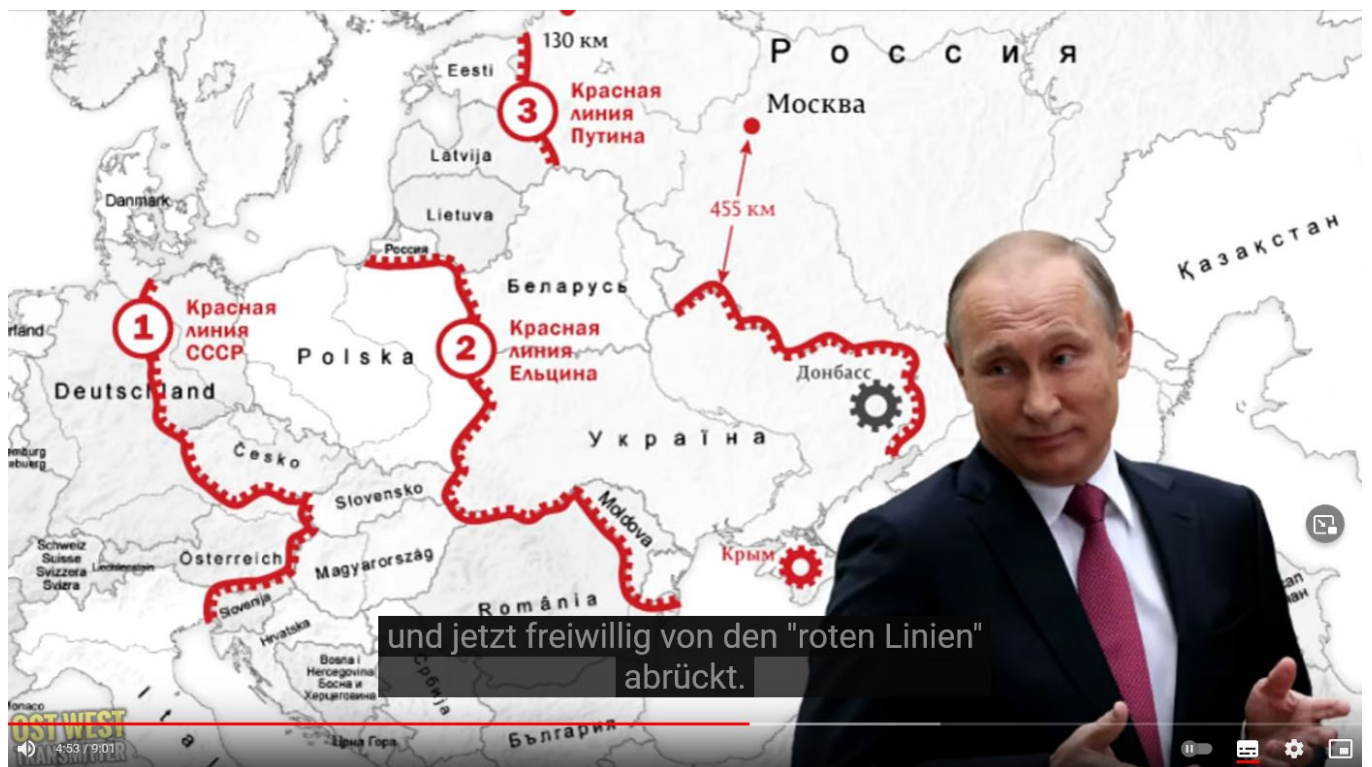 130 км
Россия
Eesti
3
Красная
линия
Путина
Москва
Latvija
Danmark
455 км
Lietuva
Россия
Қазақстан
Беларусь
1
Красная
линия
СССР
2
Красная
линия
Ельцина
Polska
Донбасс
Deutschland
Україна
Česko
Slovensko
Moldova
Schweiz
Suisse
Svizzera
Svizra
Liechtenstein
Österreich
Magyarország
Крым
Slovenija
România
Hrvatska
und jetzt freiwillig von den "roten Linien"
abrückt.
Bosna i
Hercegovina
Босна и
Херцеговина
Србија
OST WEST
TRANSMITTER
4:53 / 9:01
Црна Гора
България